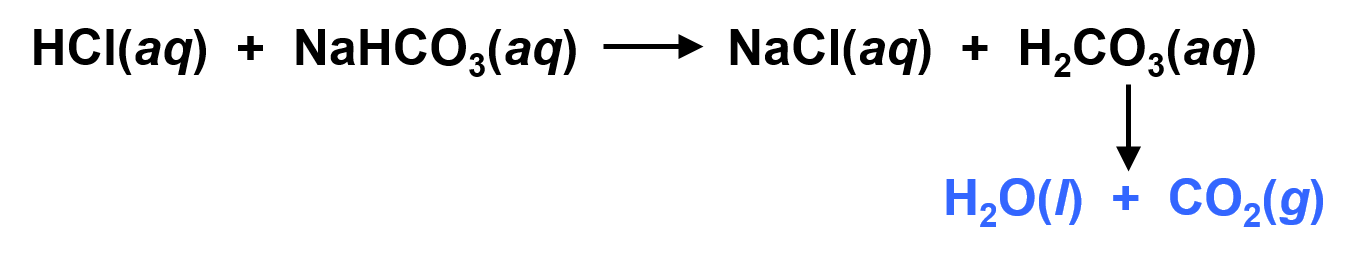 HCl(aq) + NaHCO₃(aq) ⟶ NaCl(aq) + H₂CO₃(aq)
H₂O(l) + CO₂(g)